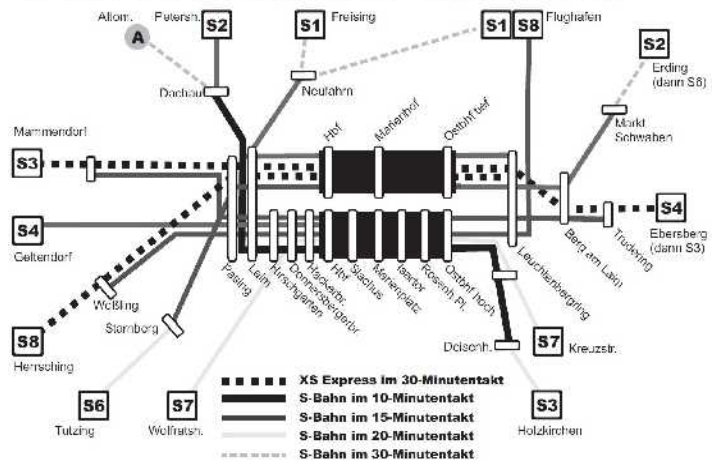 Altom.
Petersh.
Freising
Flughafen
A
S2
S1
S1
S8
S2
Erding
(dann S6)
Dachau
Neufahrn
Markt
Schwaben
Mammendorf
S3
Hbf
Marienhof
Ostbhf tief
S4
Geltendorf
S4
Ebersberg
(dann S3)
Pasing
Laim
Hirschgarten
Donnersbergerbr.
Hackerbr.
Hbf
Stachus
Marienplatz
Isartor
Rosenh. Pl.
Ostbhf hoch
Leuchtenbergring
Berg am Laim
Trudering
Weßling
Starnberg
S8
Herrsching
Deisenh.
S7
Kreuzstr.
S6
Tutzing
S7
Wolfratsh.
S3
Holzkirchen
XS Express im 30-Minutentakt
S-Bahn im 10-Minutentakt
S-Bahn im 15-Minutentakt
S-Bahn im 20-Minutentakt
S-Bahn im 30-Minutentakt